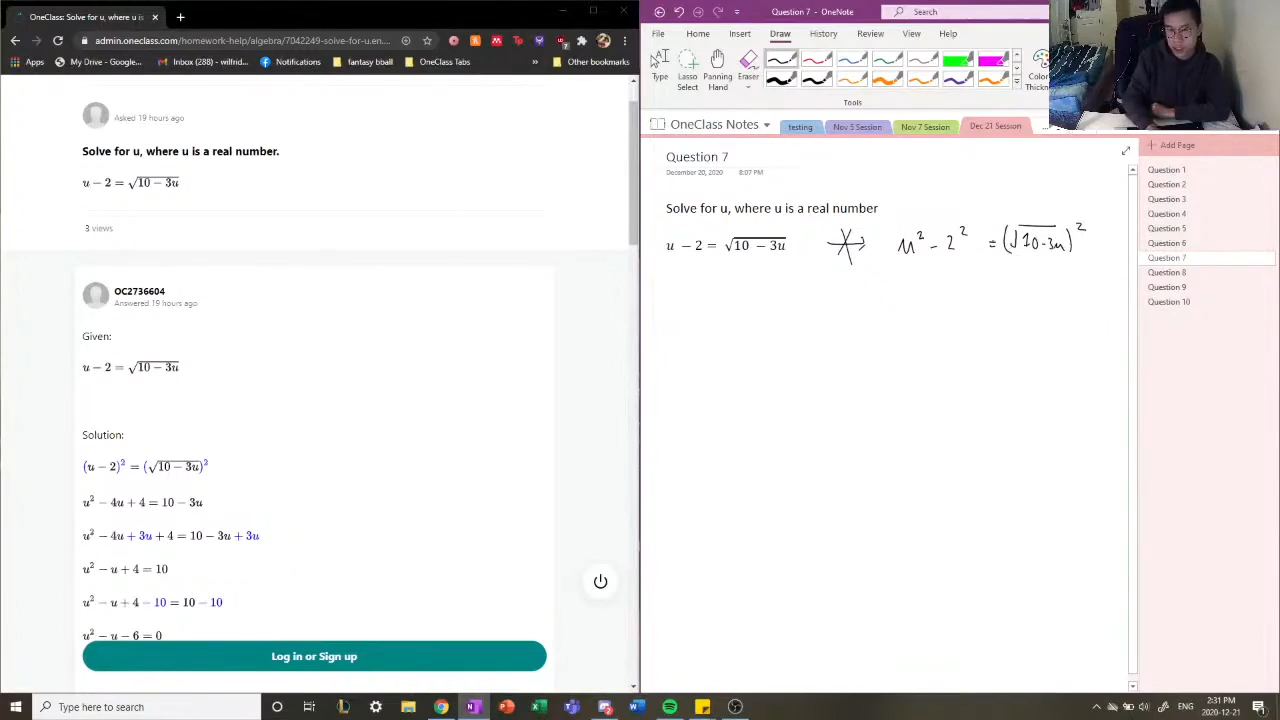 OneClass: Solve for u, where u is
admin.oneclass.com/homework-help/algebra/7042249-solve-for-u.en....
Apps
My Drive - Google...
Inbox (288) - wilfre...
Notifications
fantasy bball
OneClass Tabs
»
Other bookmarks
Asked 19 hours ago
Solve for u, where u is a real number.
u − 2 = √10 − 3u
3 views
OC2736604
Answered 19 hours ago
Given:
u − 2 = √10 − 3u
Solution:
(u − 2)² = (√10 − 3u)²
u² − 4u + 4 = 10 − 3u
u² − 4u + 3u + 4 = 10 − 3u + 3u
u² − u + 4 = 10
u² − u + 4 − 10 = 10 − 10
u² − u − 6 = 0
Log in or Sign up
Question 7 - OneNote
Search
File
Home
Insert
Draw
History
Review
View
Help
Type
Lasso Select
Panning Hand
Eraser
Color
Thickn
Tools
OneClass Notes
testing
Nov 5 Session
Nov 7 Session
Dec 21 Session
Add Page
Question 7
December 20, 2020
8:07 PM
Solve for u, where u is a real number
u − 2 = √10 − 3u
u² − 2² = (√10-3u)²
Question 1
Question 2
Question 3
Question 4
Question 5
Question 6
Question 7
Question 8
Question 9
Question 10
Type here to search
2:31 PM
2020-12-21